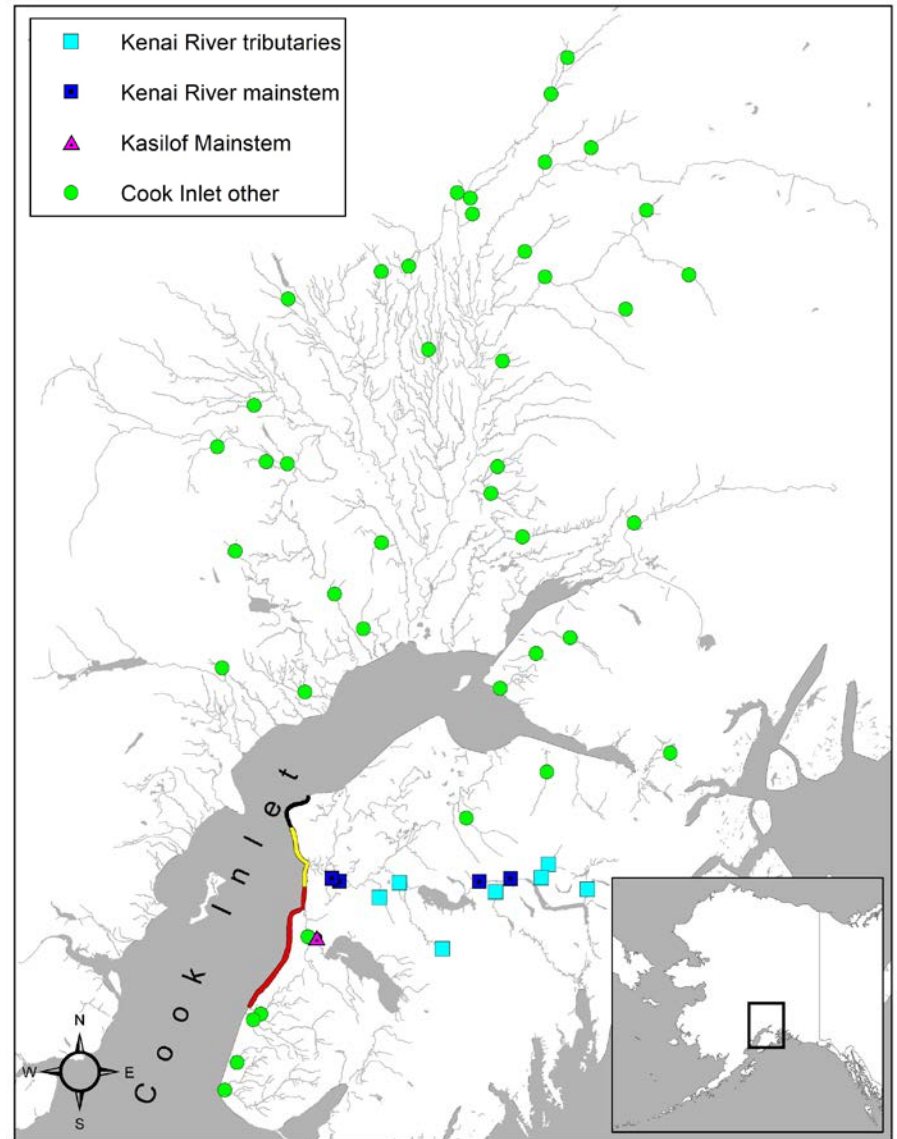 Kenai River tributaries
Kenai River mainstem
Kasilof Mainstem
Cook Inlet other
Cook Inlet
N
W E
S